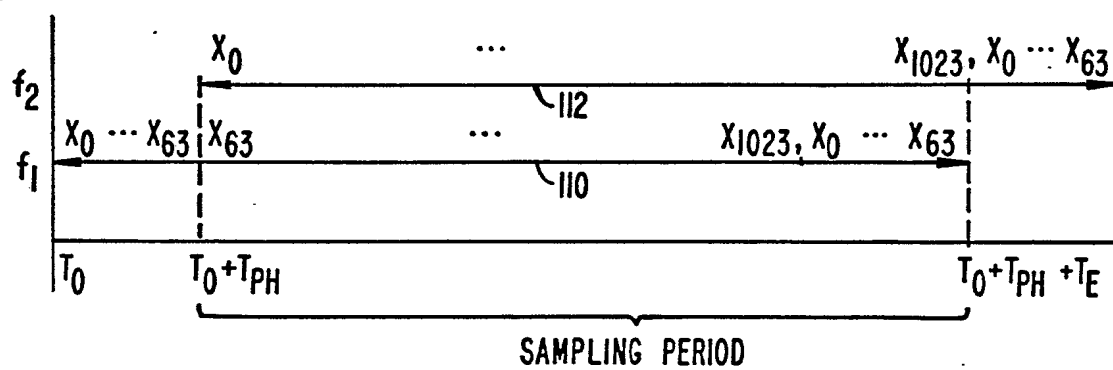 X0 ... X1023, X0 ... X63
f2
112
X0 ... X63 X63 ... X1023, X0 ... X63
f1
110
T0 T0+TPH T0+TPH+TE
SAMPLING PERIOD